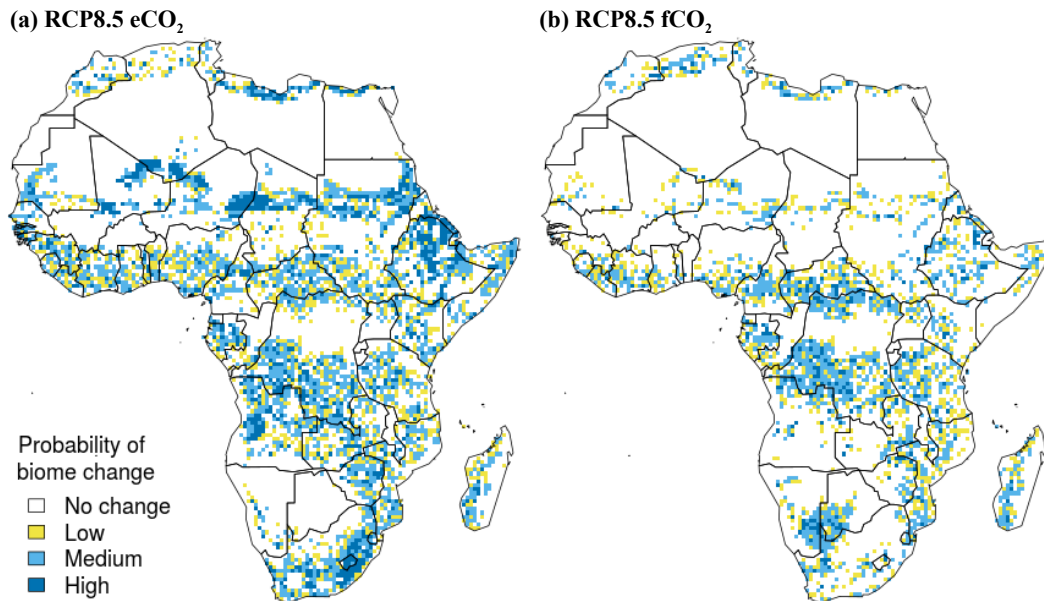 (a) RCP8.5 eCO₂
(b) RCP8.5 fCO₂
Probability of
biome change
No change
Low
Medium
High